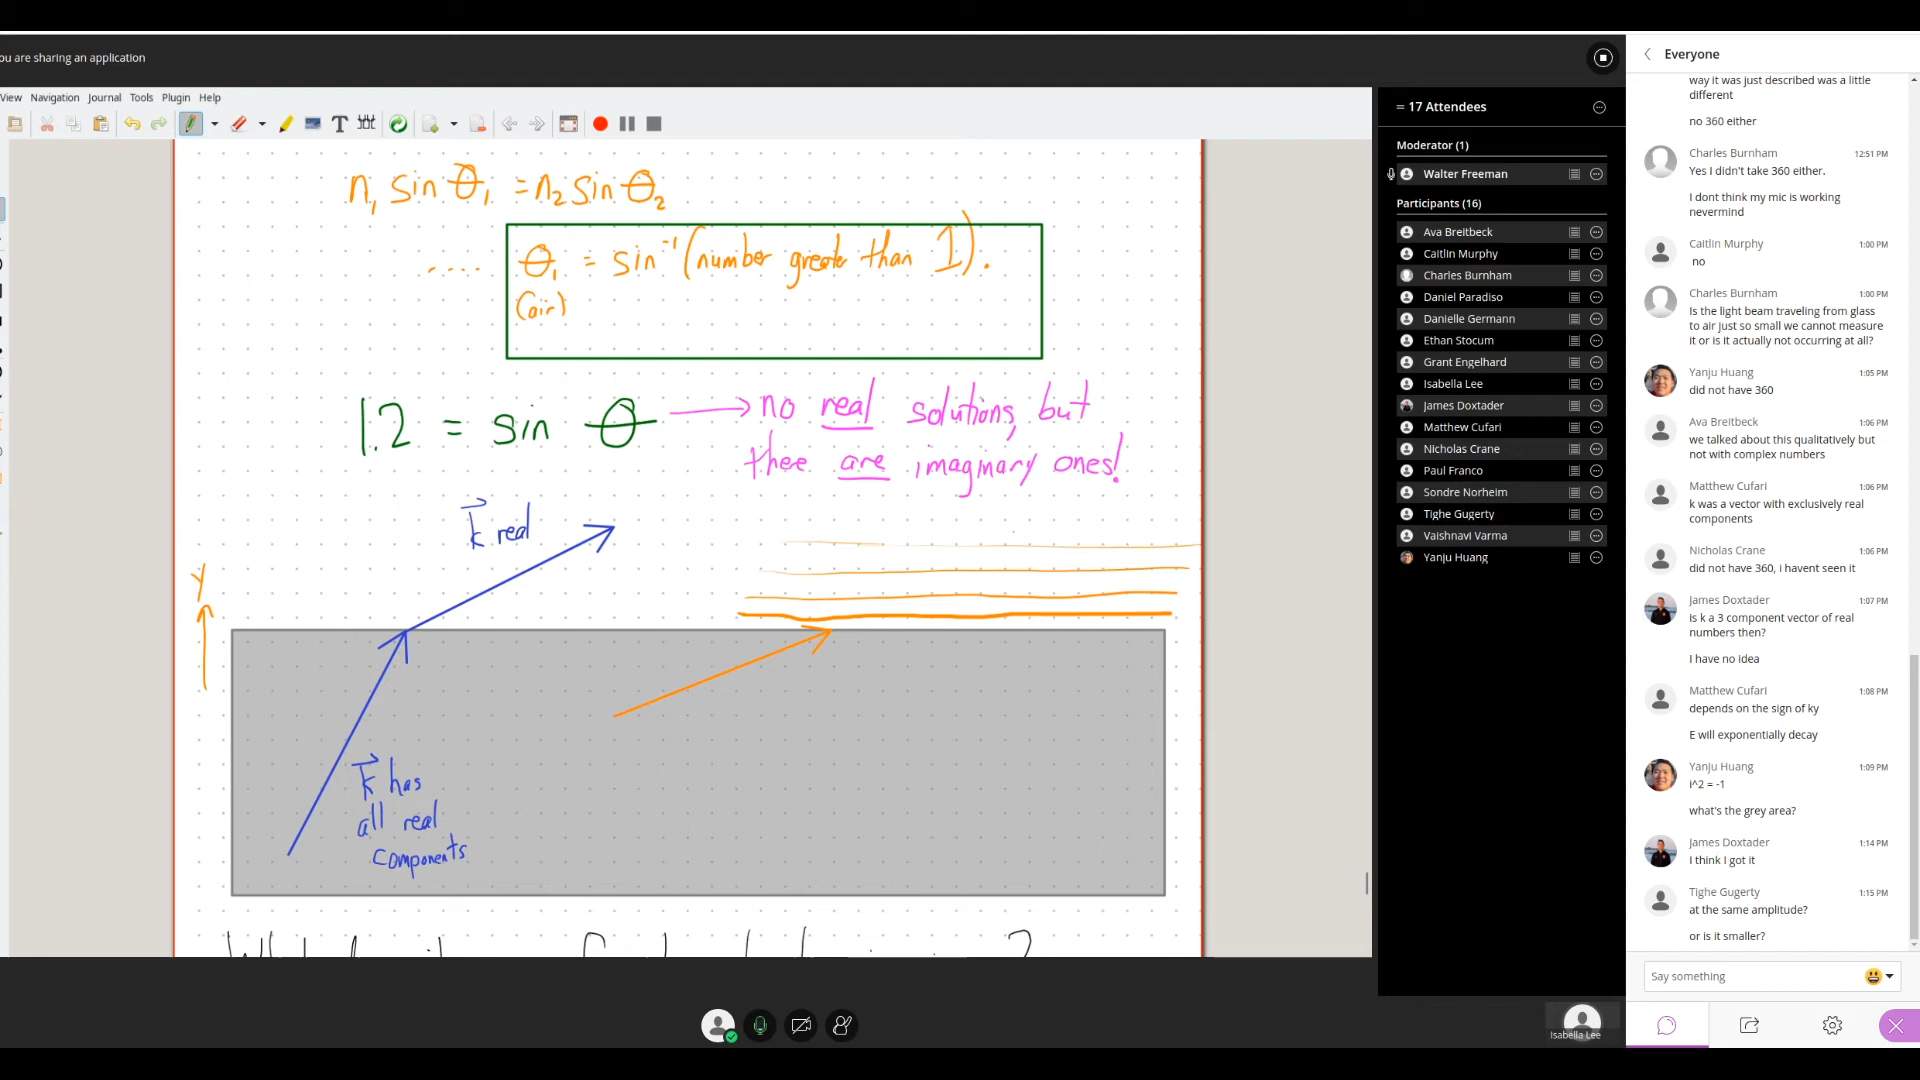 ou are sharing an application
View Navigation Journal Tools Plugin Help
n₁ sin θ₁ = n₂ sin θ₂
.... θ₁ = sin⁻¹ (number greater than 1).
(air)
1.2 = sin θ → no real solutions, but
thee are imaginary ones!
k real
y
k has
all real
components
= 17 Attendees
Moderator (1)
Walter Freeman
Participants (16)
Ava Breitbeck
Caitlin Murphy
Charles Burnham
Daniel Paradiso
Danielle Germann
Ethan Stocum
Grant Engelhard
Isabella Lee
James Doxtader
Matthew Cufari
Nicholas Crane
Paul Franco
Sondre Norheim
Tighe Gugerty
Vaishnavi Varma
Yanju Huang
Isabella Lee
Everyone
way it was just described was a little
different
no 360 either
Charles Burnham 12:51 PM
Yes I didn't take 360 either.
I dont think my mic is working
nevermind
Caitlin Murphy 1:00 PM
no
Charles Burnham 1:00 PM
Is the light beam traveling from glass
to air just so small we cannot measure
it or is it actually not occurring at all?
Yanju Huang 1:05 PM
did not have 360
Ava Breitbeck 1:06 PM
we talked about this qualitatively but
not with complex numbers
Matthew Cufari 1:06 PM
k was a vector with exclusively real
components
Nicholas Crane 1:06 PM
did not have 360, i havent seen it
James Doxtader 1:07 PM
is k a 3 component vector of real
numbers then?
I have no idea
Matthew Cufari 1:08 PM
depends on the sign of ky
E will exponentially decay
Yanju Huang 1:09 PM
i^2 = -1
what's the grey area?
James Doxtader 1:14 PM
I think I got it
Tighe Gugerty 1:15 PM
at the same amplitude?
or is it smaller?
Say something